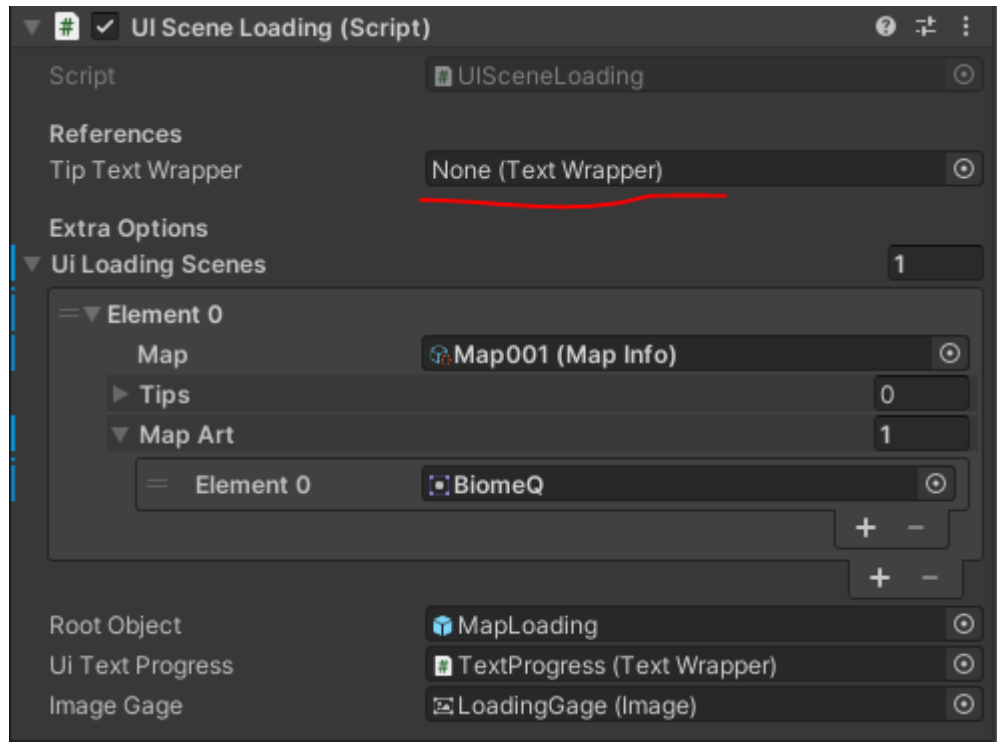 UI Scene Loading (Script)
Script UISceneLoading
References
Tip Text Wrapper None (Text Wrapper)
Extra Options
Ui Loading Scenes 1
Element 0
Map Map001 (Map Info)
Tips 0
Map Art 1
Element 0 BiomeQ
+ −
+ −
Root Object MapLoading
Ui Text Progress TextProgress (Text Wrapper)
Image Gage LoadingGage (Image)